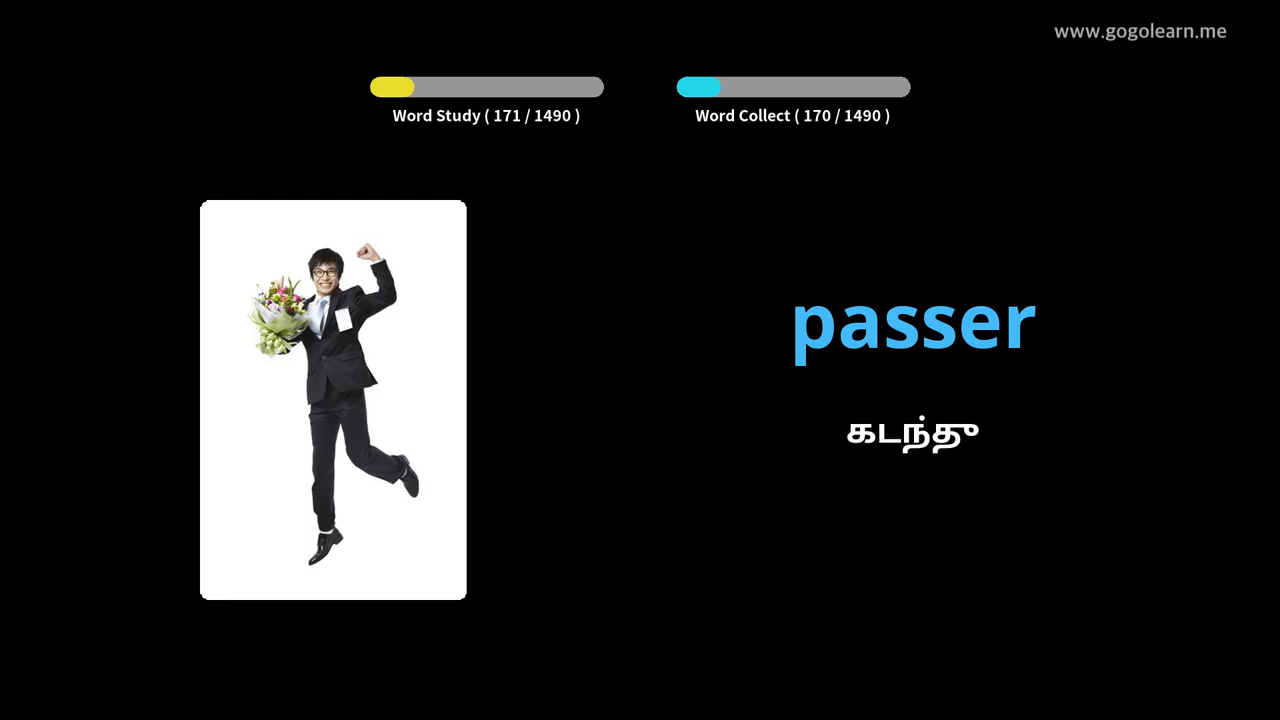 www.gogolearn.me
Word Study ( 171 / 1490 )
Word Collect ( 170 / 1490 )
passer
கடந்து